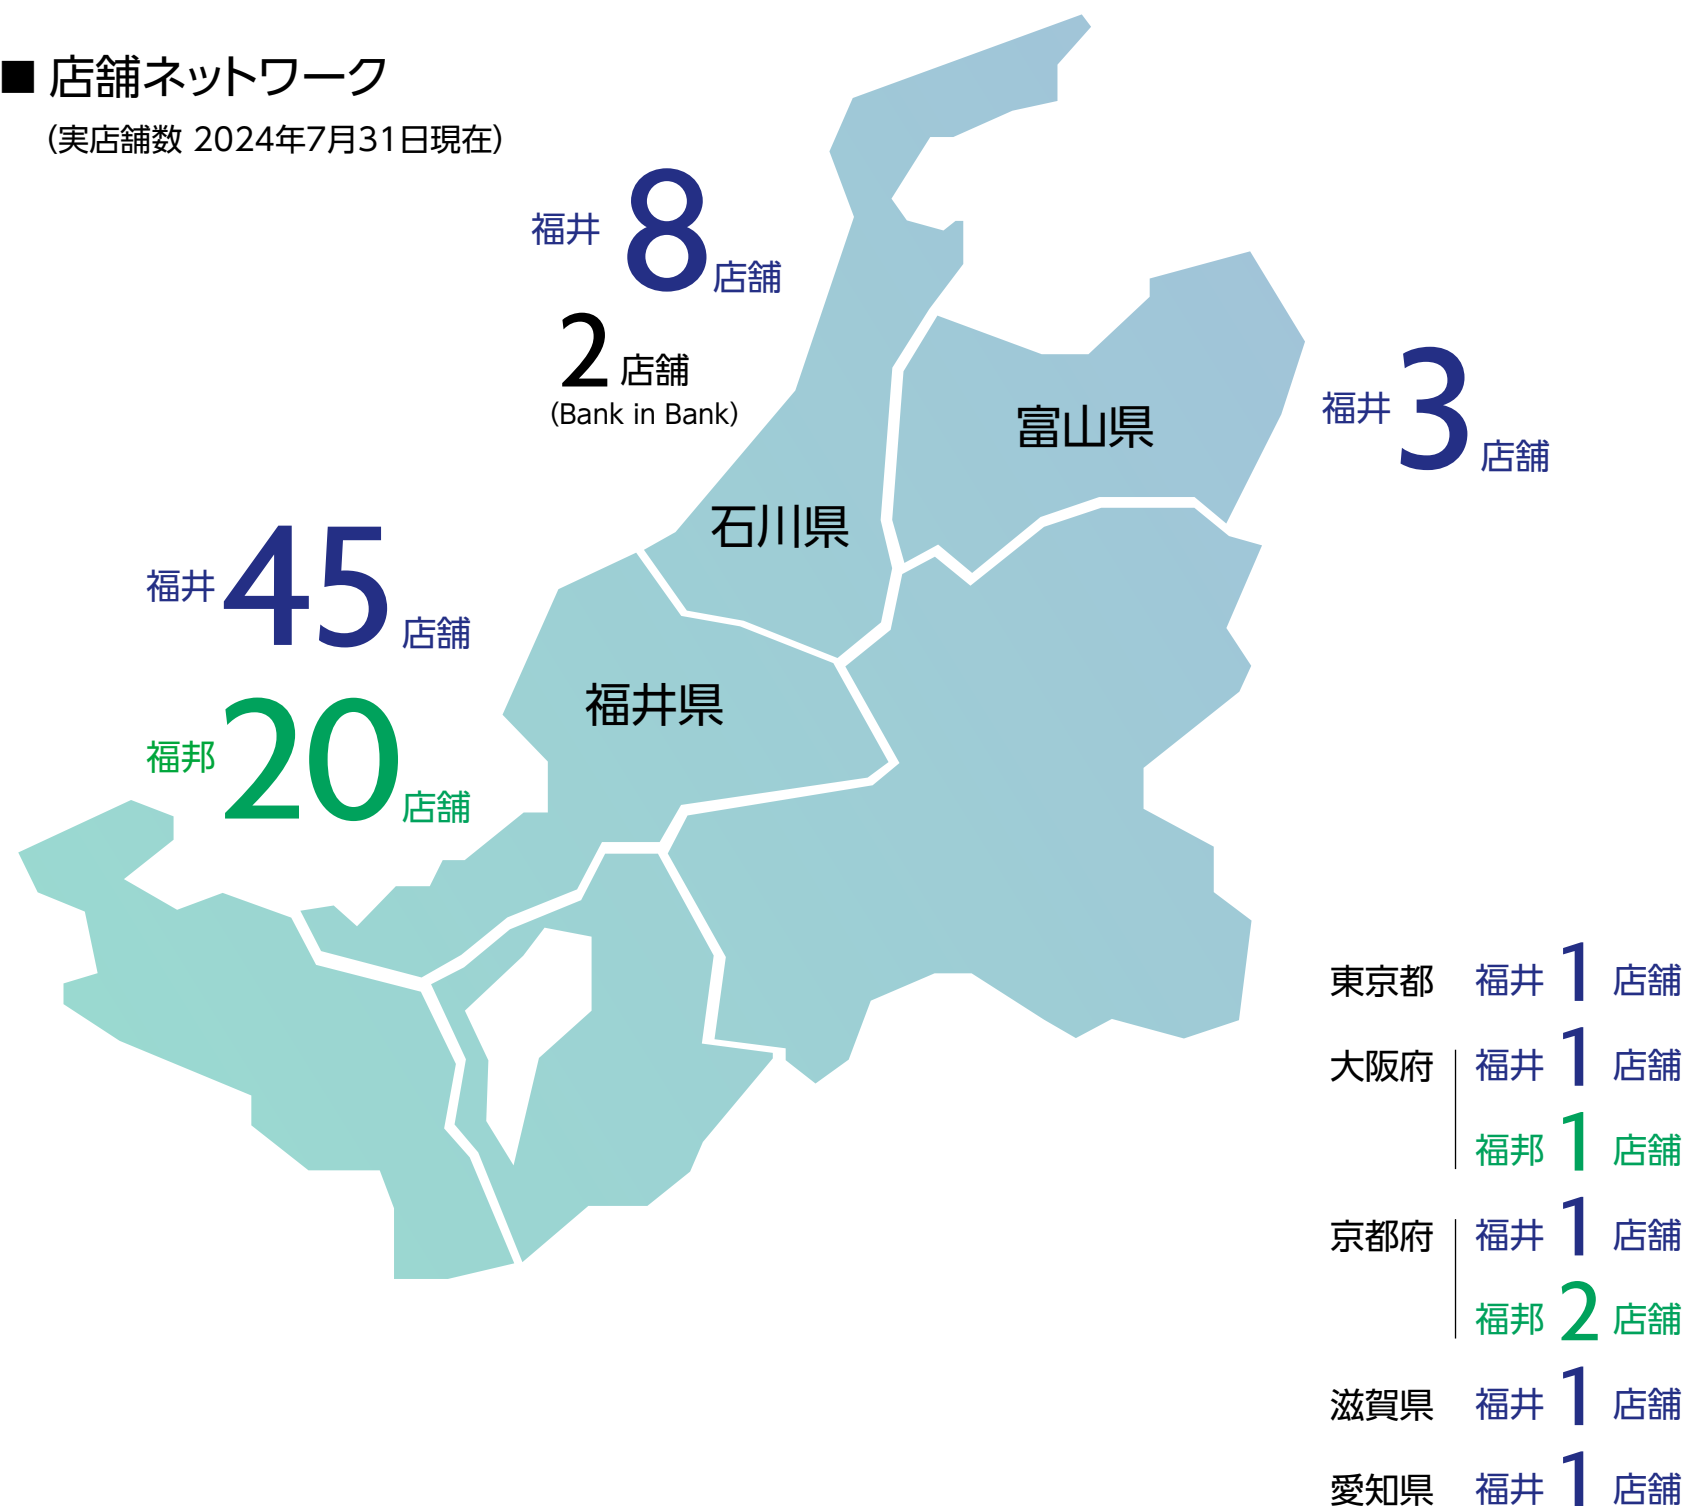 ■ 店舗ネットワーク
（実店舗数 2024年7月31日現在）
福井 8 店舗
2 店舗
（Bank in Bank）
富山県
福井 3 店舗
石川県
福井 45 店舗
福井県
福邦 20 店舗
東京都 福井 1 店舗
大阪府 福井 1 店舗
福邦 1 店舗
京都府 福井 1 店舗
福邦 2 店舗
滋賀県 福井 1 店舗
愛知県 福井 1 店舗